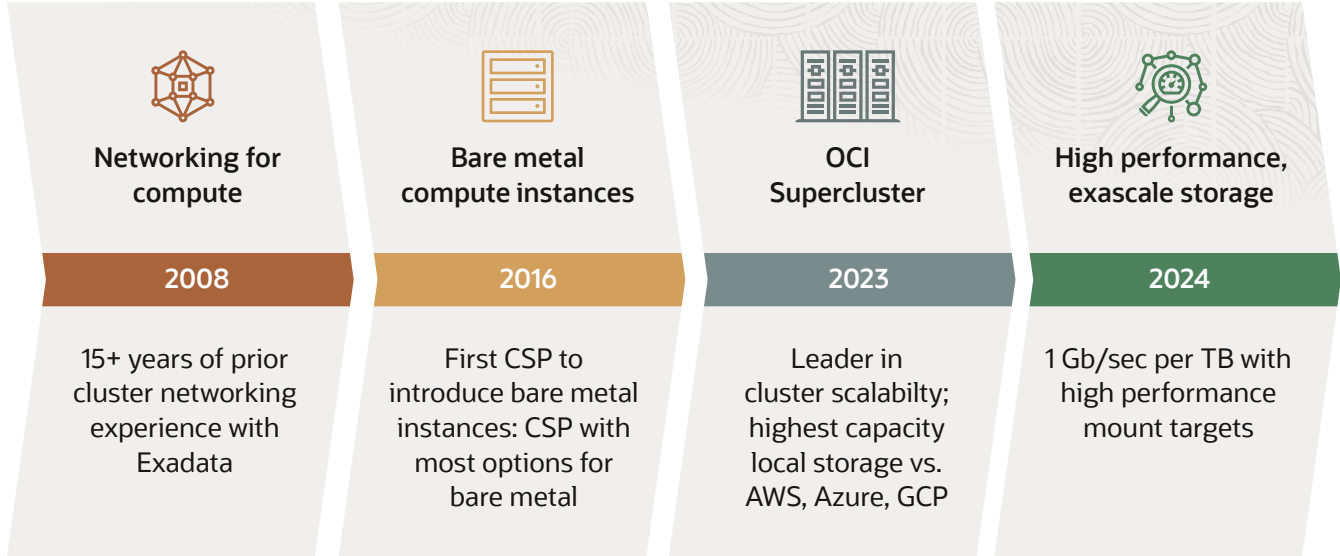 Networking for
compute
2008
15+ years of prior
cluster networking
experience with
Exadata
Bare metal
compute instances
2016
First CSP to
introduce bare metal
instances: CSP with
most options for
bare metal
OCI
Supercluster
2023
Leader in
cluster scalabilty;
highest capacity
local storage vs.
AWS, Azure, GCP
High performance,
exascale storage
2024
1 Gb/sec per TB with
high performance
mount targets